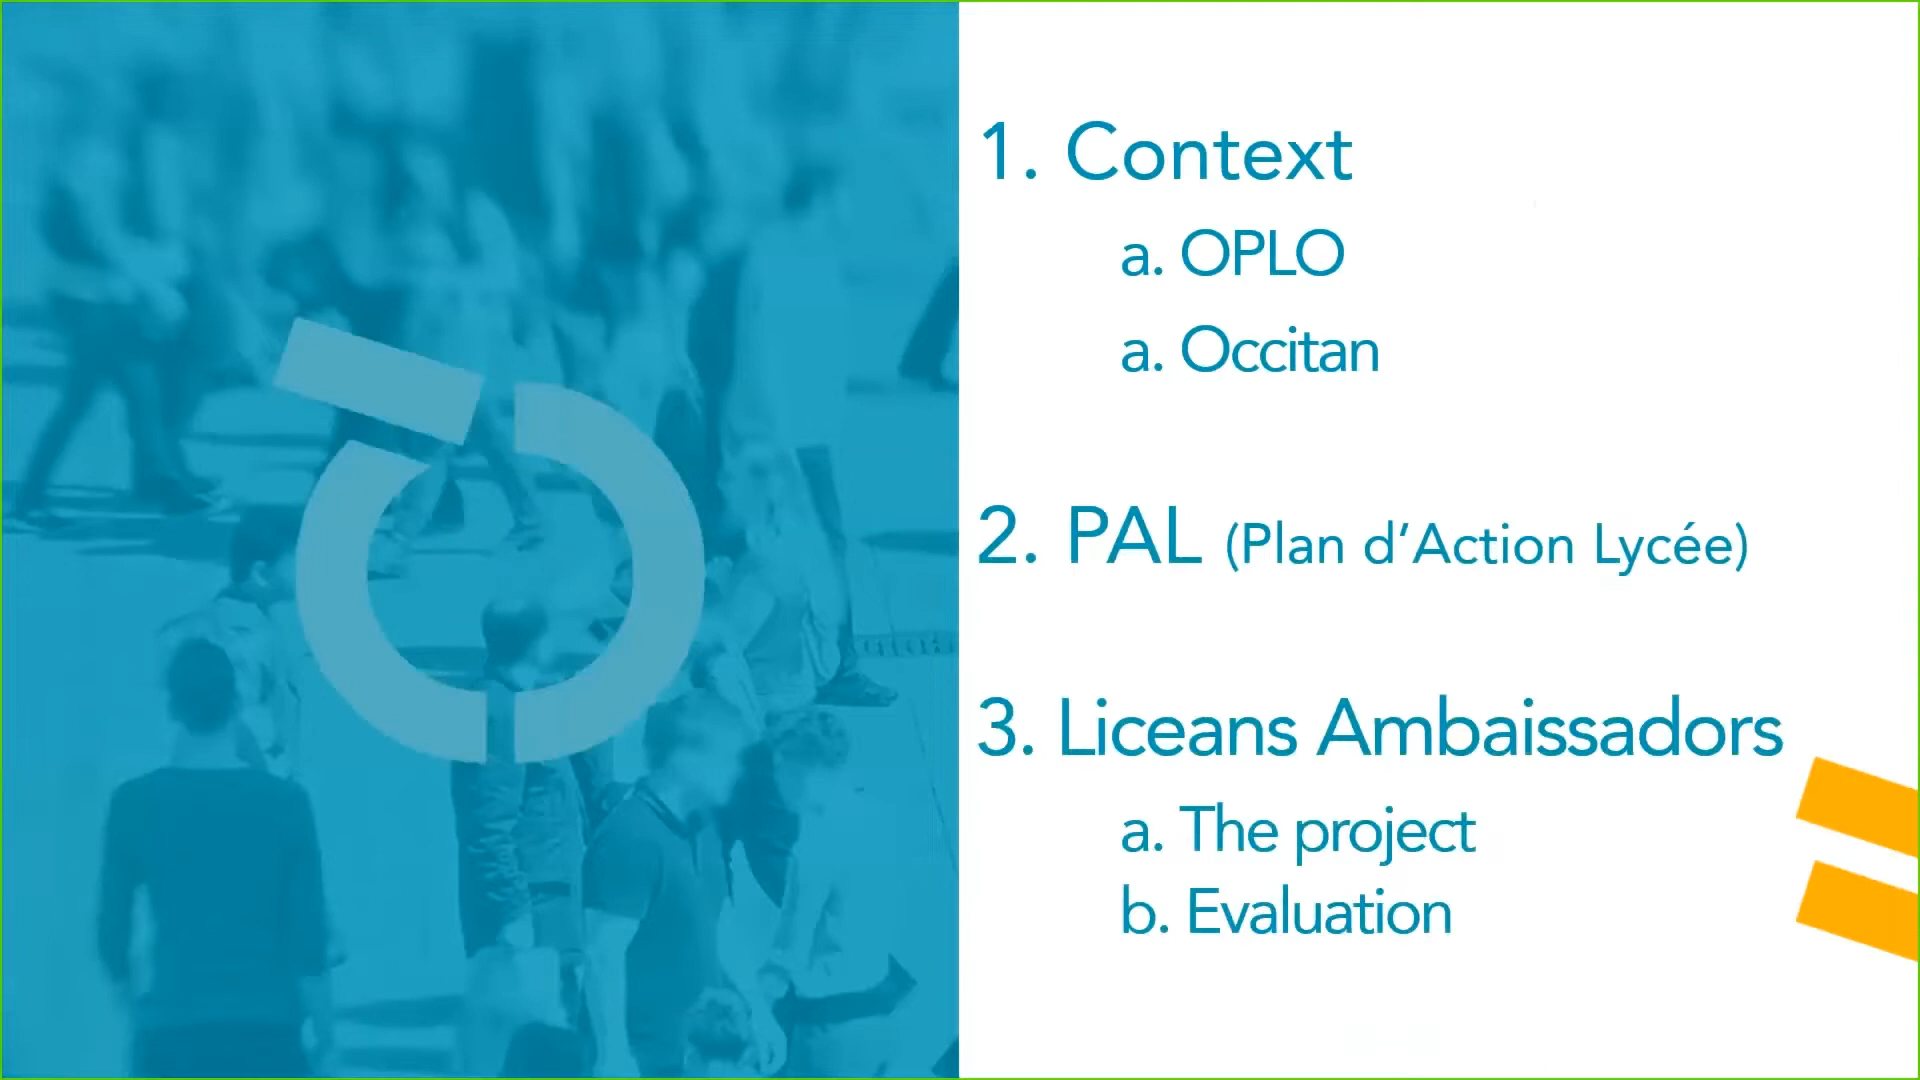 1. Context
a. OPLO
a. Occitan
2. PAL (Plan d’Action Lycée)
3. Liceans Ambaissadors
a. The project
b. Evaluation